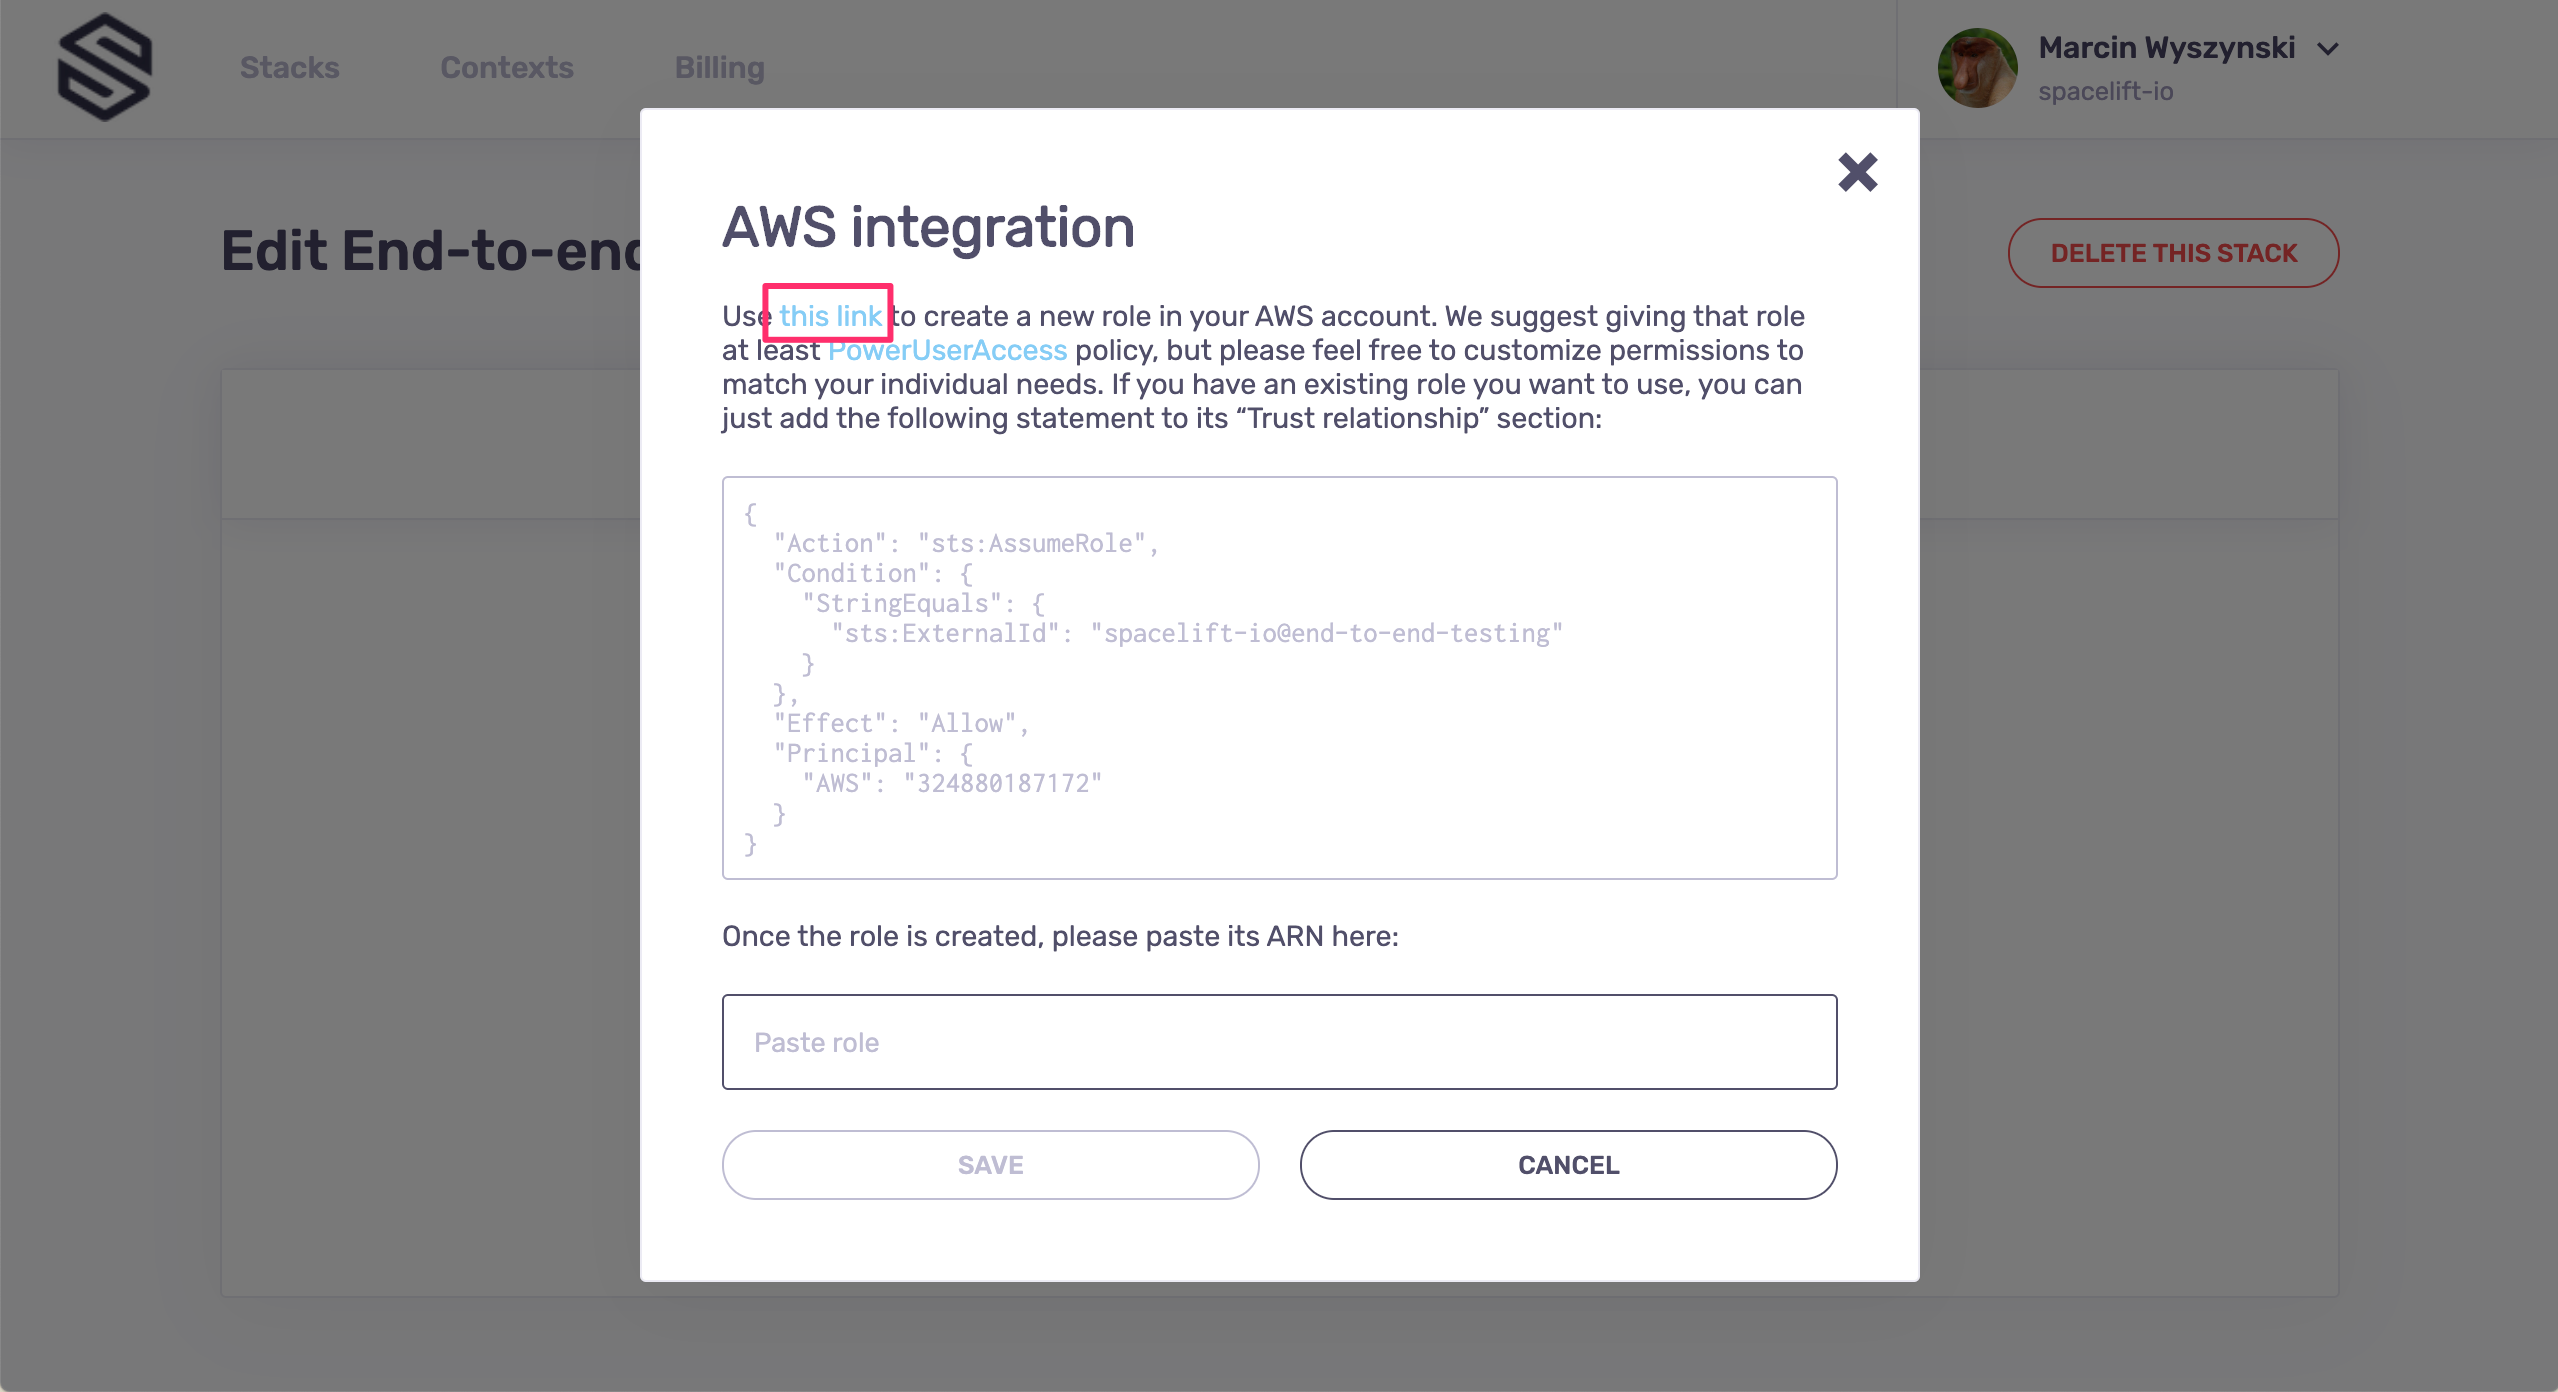 Stacks
Contexts
Billing
Marcin Wyszynski
spacelift-io
Edit End-to-end
DELETE THIS STACK
AWS integration
Use this link to create a new role in your AWS account. We suggest giving that role
at least PowerUserAccess policy, but please feel free to customize permissions to
match your individual needs. If you have an existing role you want to use, you can
just add the following statement to its “Trust relationship” section:
{
  "Action": "sts:AssumeRole",
  "Condition": {
    "StringEquals": {
      "sts:ExternalId": "spacelift-io@end-to-end-testing"
    }
  },
  "Effect": "Allow",
  "Principal": {
    "AWS": "324880187172"
  }
}
Once the role is created, please paste its ARN here:
Paste role
SAVE
CANCEL